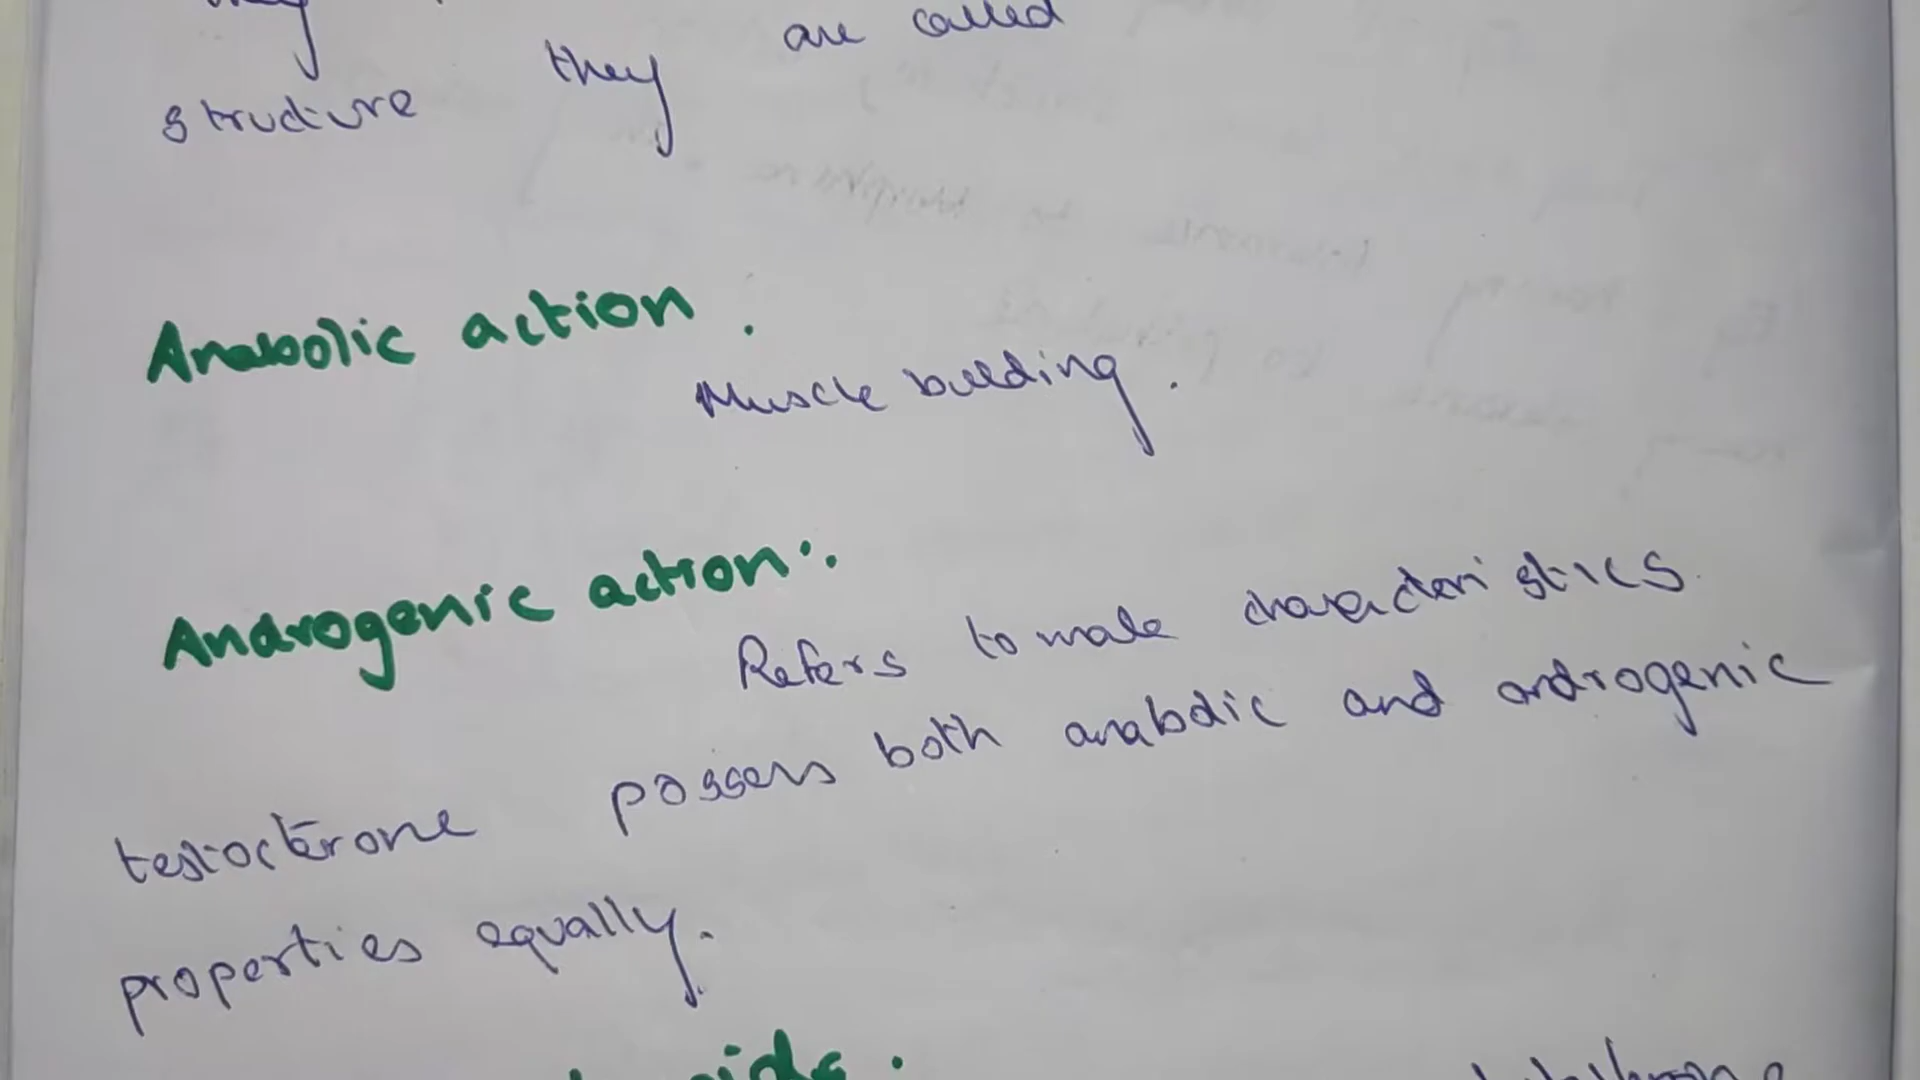 structure they are called
Anabolic action.
Muscle building.
Androgenic action:
Refers to male characteristics
testosterone possess both anabolic and androgenic
properties equally.